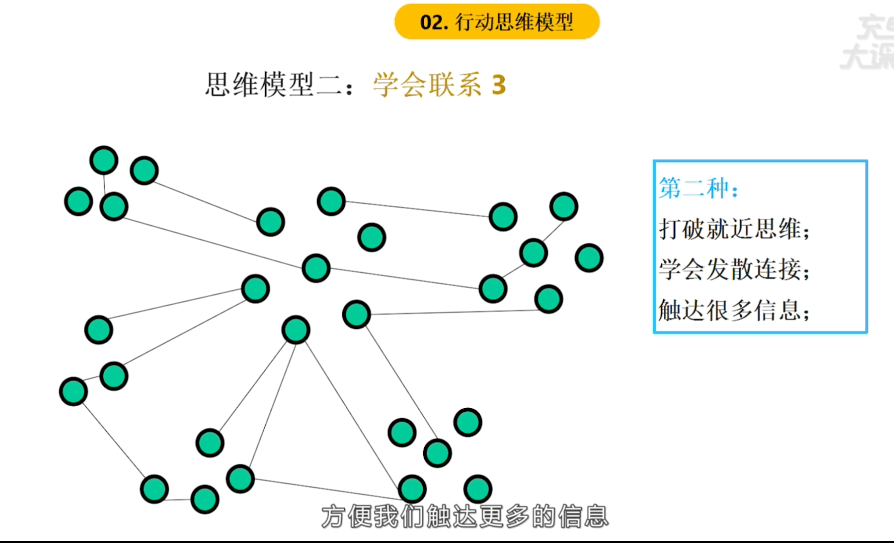 02. 行动思维模型
思维模型二：学会联系 3
第二种：
打破就近思维；
学会发散连接；
触达很多信息；
方便我们触达更多的信息